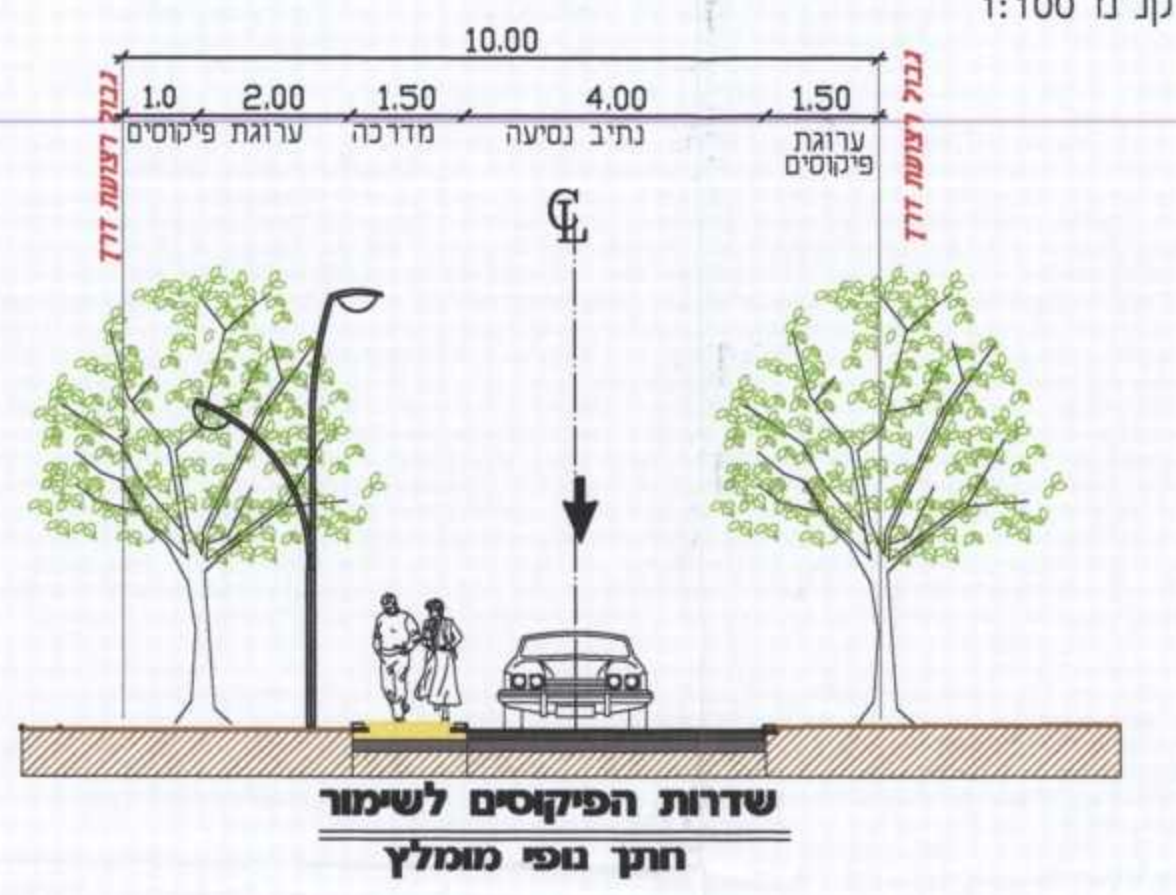 קנ מ 1:100
10.00
1.0 2.00 1.50 4.00 1.50
ערוגת פיקוסים
מדרכה
נתיב נסיעה
ערוגת
פיקוסים
גבול רצועת דרך
גבול רצועת דרך
CL
שדרות הפיקוסים לשימור
חתך נופי מומלץ